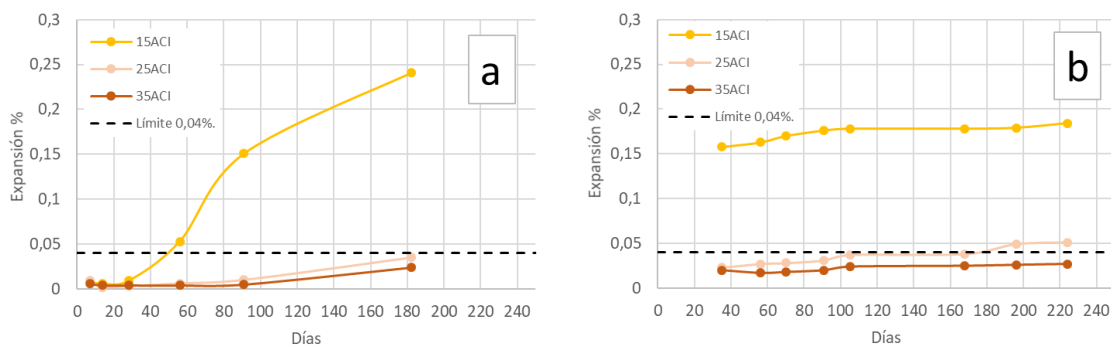 0,3
0,25
0,2
0,15
0,1
0,05
0
Expansión %
15ACI
25ACI
35ACI
Límite 0,04%.
a
0 20 40 60 80 100 120 140 160 180 200 220 240
Días
0,3
0,25
0,2
0,15
0,1
0,05
0
Expansión %
15ACI
25ACI
35ACI
Límite 0,04%.
b
0 20 40 60 80 100 120 140 160 180 200 220 240
Días